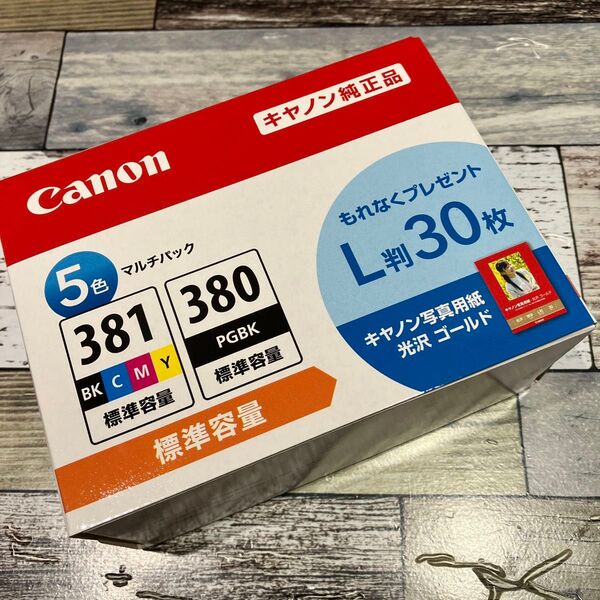 キヤノン純正品
Canon
5色
マルチパック
381
BK C M Y
標準容量
380
PGBK
標準容量
標準容量
もれなくプレゼント
L判30枚
キヤノン写真用紙
光沢 ゴールド